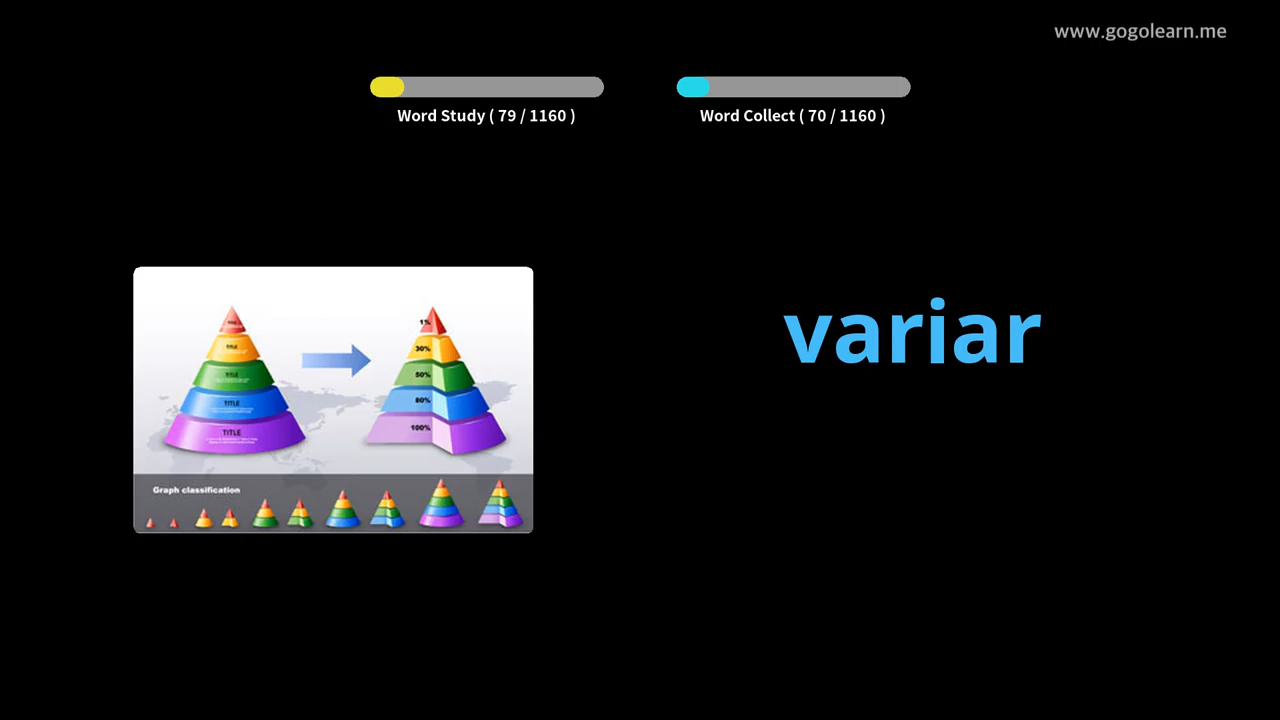 www.gogolearn.me
Word Study ( 79 / 1160 )
Word Collect ( 70 / 1160 )
variar
TITLE
TITLE
TITLE
TITLE
1%
30%
50%
80%
100%
Graph classification